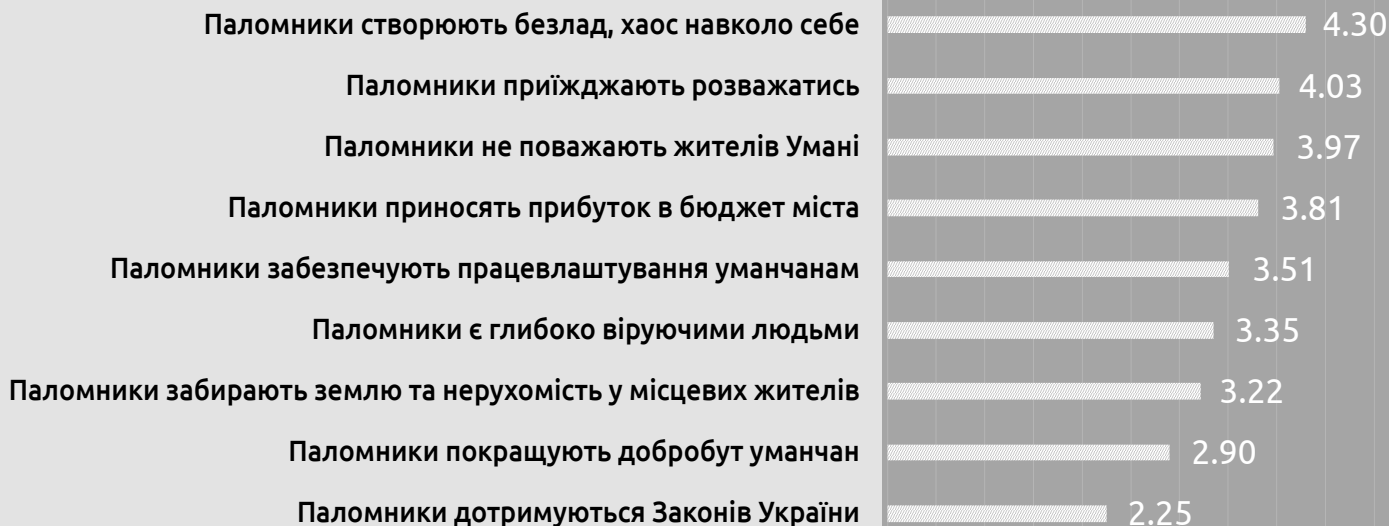 Паломники створюють безлад, хаос навколо себе 4.30
Паломники приїжджають розважатись 4.03
Паломники не поважають жителів Умані 3.97
Паломники приносять прибуток в бюджет міста 3.81
Паломники забезпечують працевлаштування уманчанам 3.51
Паломники є глибоко віруючими людьми 3.35
Паломники забирають землю та нерухомість у місцевих жителів 3.22
Паломники покращують добробут уманчан 2.90
Паломники дотримуються Законів України 2.25